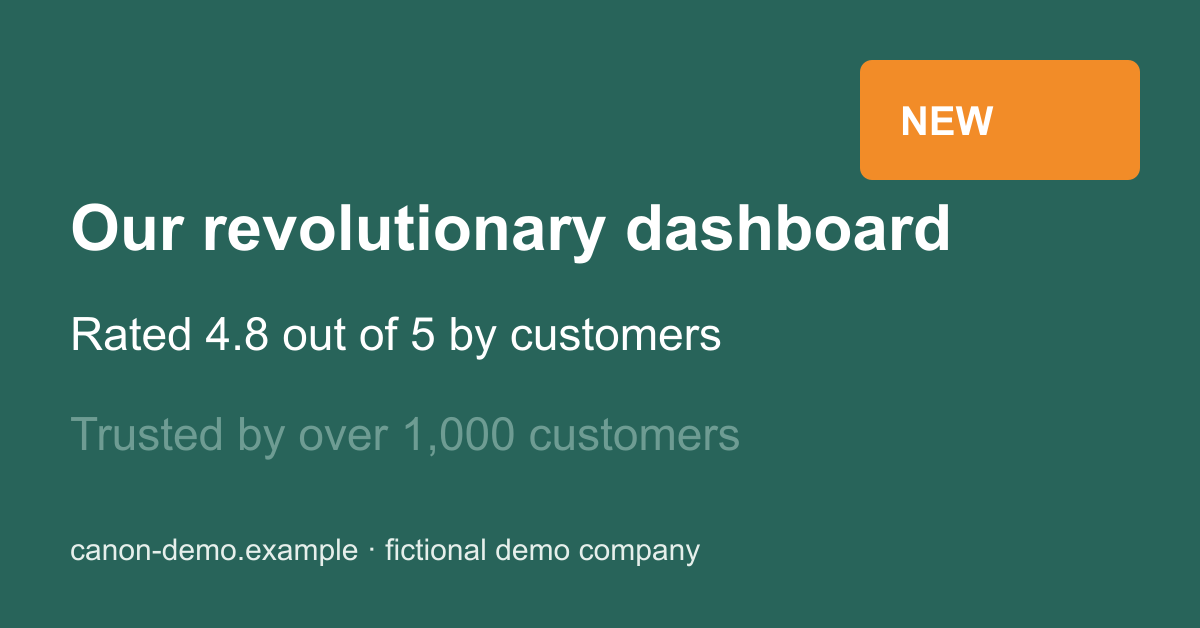 NEW
Our revolutionary dashboard
Rated 4.8 out of 5 by customers
Trusted by over 1,000 customers
canon-demo.example · fictional demo company